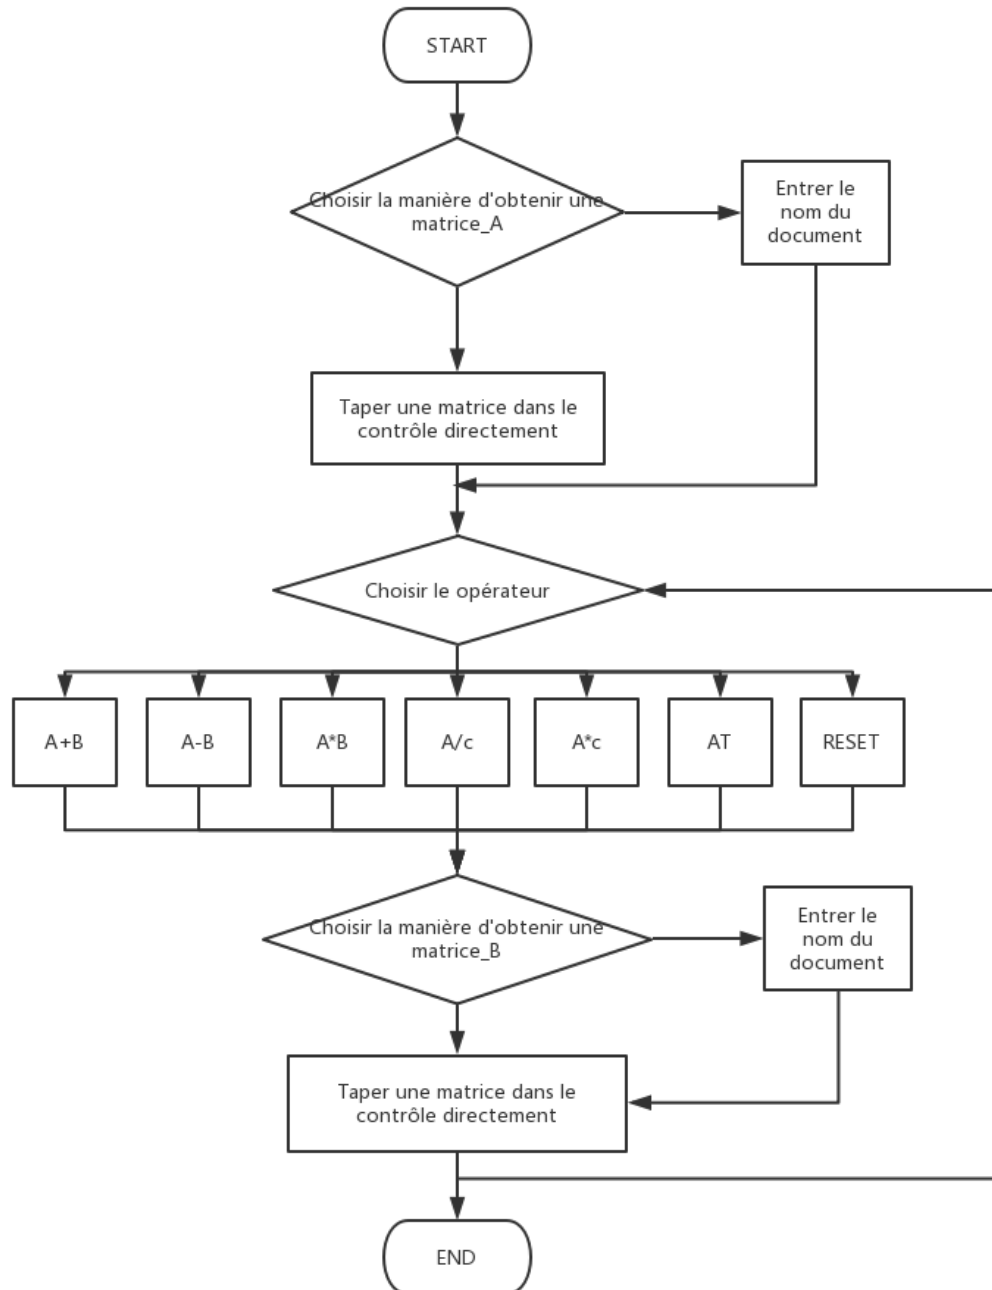 START
Choisir la manière d'obtenir une
matrice_A
Entrer le
nom du
document
Taper une matrice dans le
contrôle directement
Choisir le opérateur
A+B
A-B
A*B
A/c
A*c
AT
RESET
Choisir la manière d'obtenir une
matrice_B
Entrer le
nom du
document
Taper une matrice dans le
contrôle directement
END